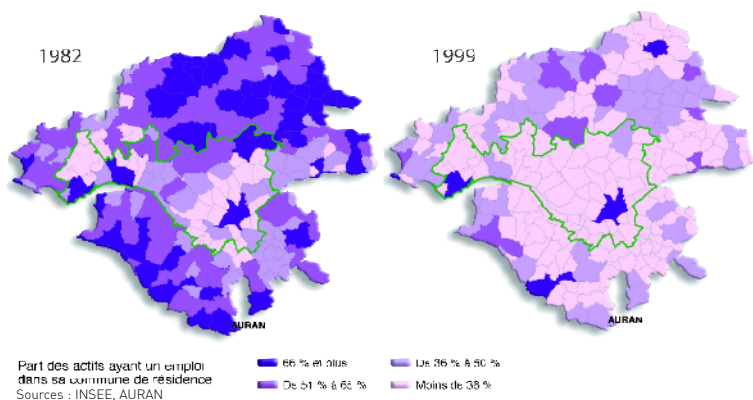 1982
1999
AURAN
AURAN
Part des actifs ayant un emploi
dans sa commune de résidence
Sources : INSEE, AURAN
66 % et plus
De 51 % à 65 %
De 36 % à 50 %
Moins de 36 %